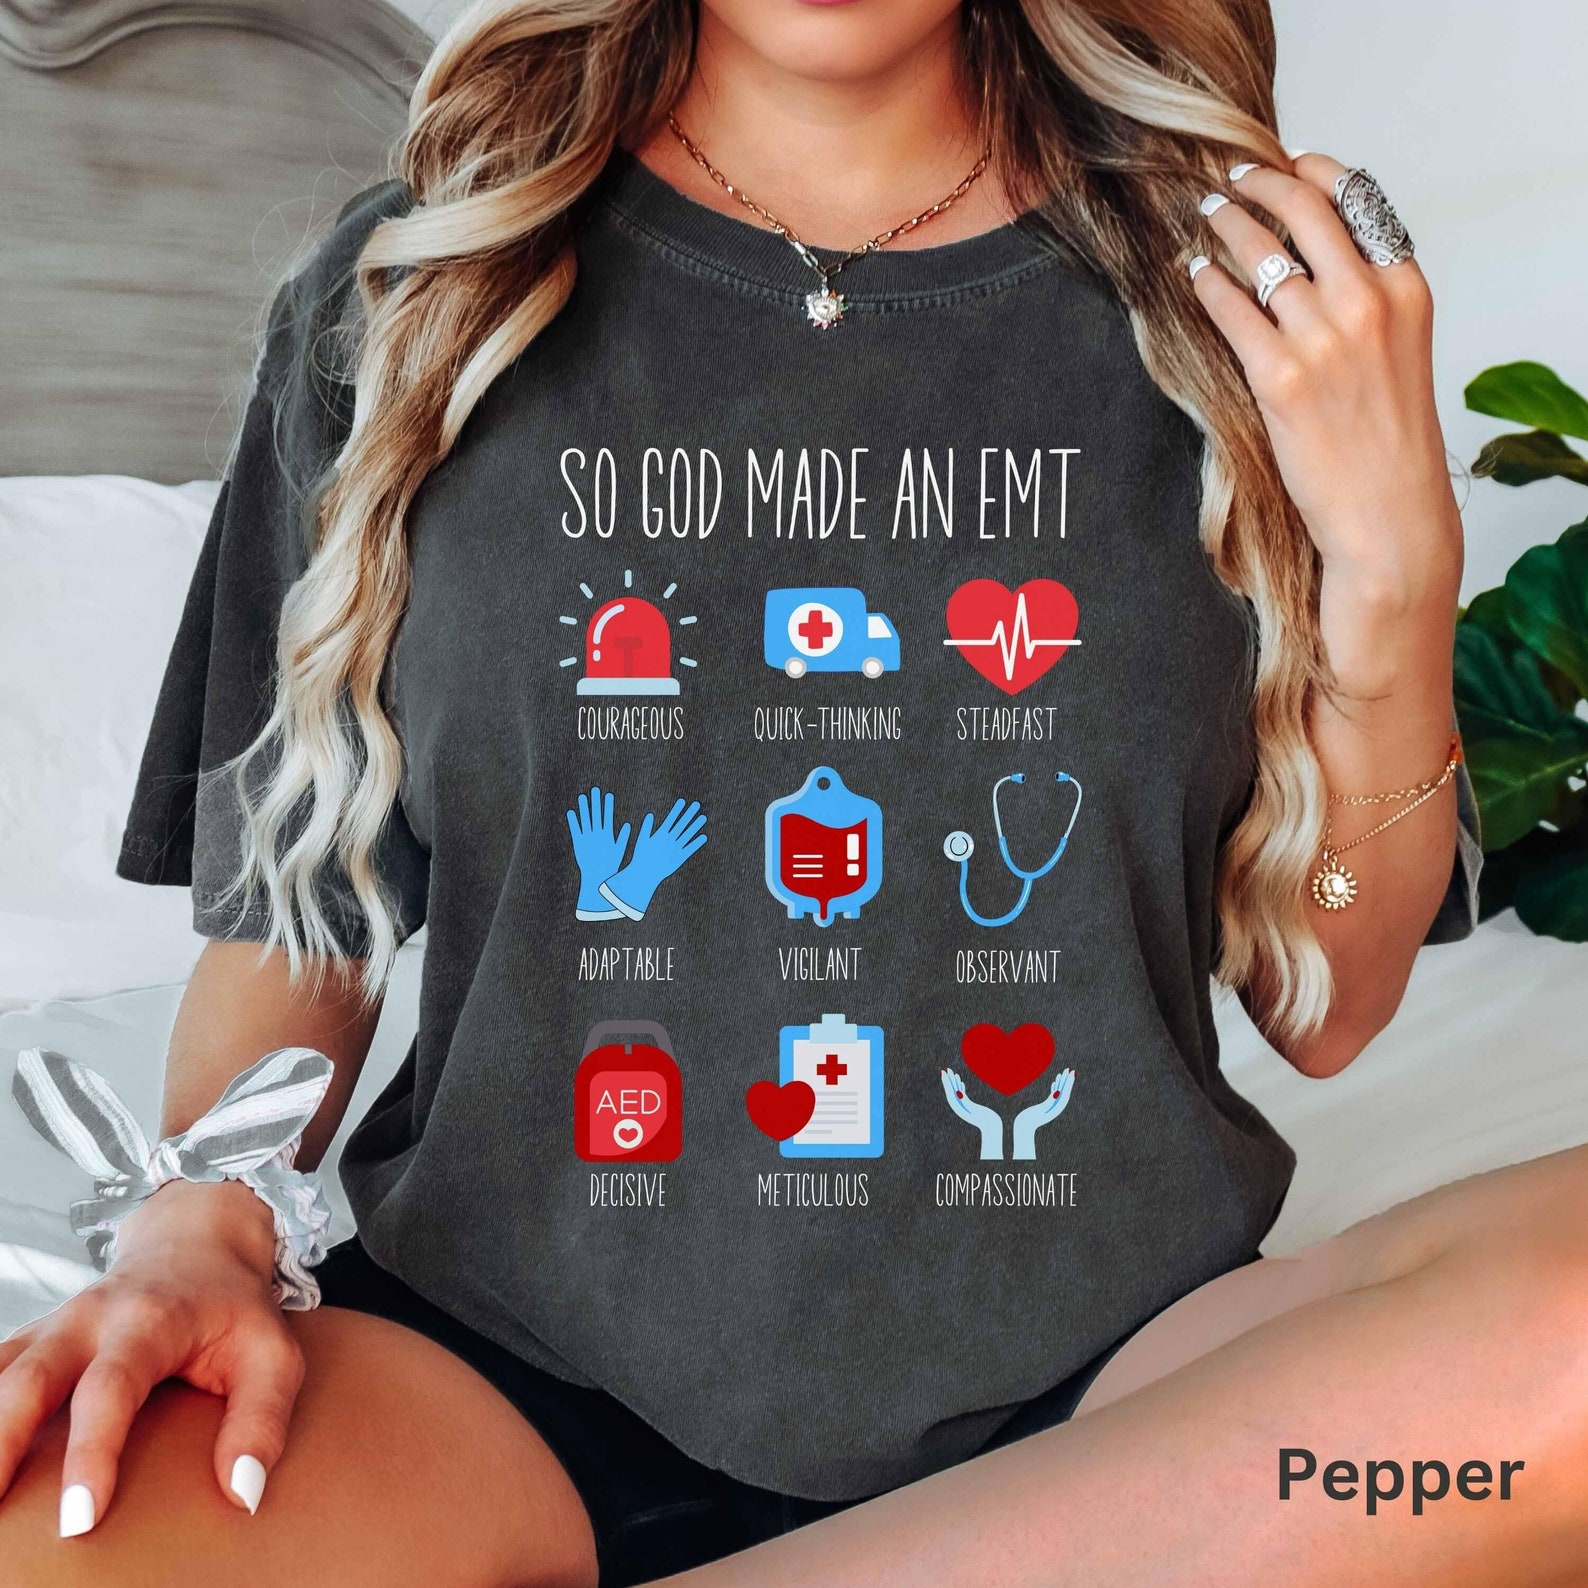 SO GOD MADE AN EMT
COURAGEOUS QUICK-THINKING STEADFAST
ADAPTABLE VIGILANT OBSERVANT
AED
DECISIVE METICULOUS COMPASSIONATE
Pepper